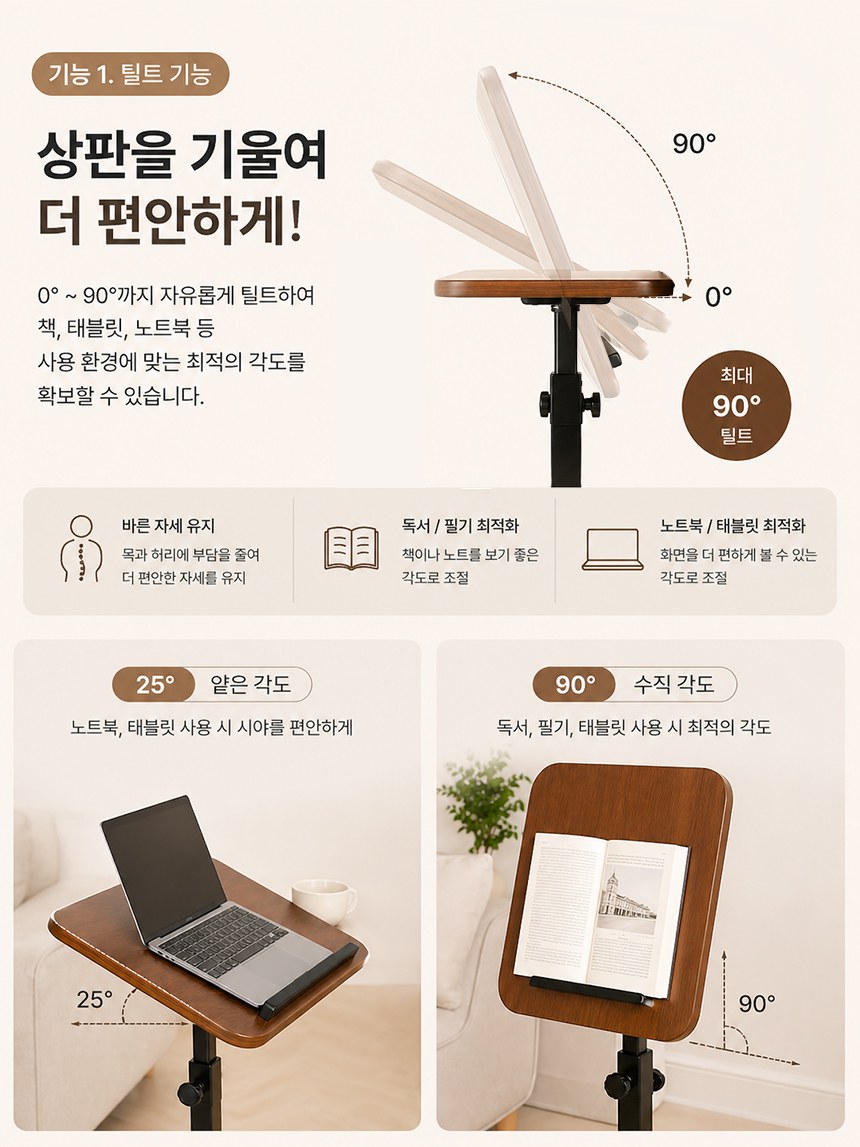 기능 1. 틸트 기능
상판을 기울여
더 편안하게!
0° ~ 90°까지 자유롭게 틸트하여
책, 태블릿, 노트북 등
사용 환경에 맞는 최적의 각도를
확보할 수 있습니다.
90°
0°
최대
90°
틸트
바른 자세 유지
목과 허리에 부담을 줄여
더 편안한 자세를 유지
독서 / 필기 최적화
책이나 노트를 보기 좋은
각도로 조절
노트북 / 태블릿 최적화
화면을 더 편하게 볼 수 있는
각도로 조절
25° 얕은 각도
노트북, 태블릿 사용 시 시야를 편안하게
25°
90° 수직 각도
독서, 필기, 태블릿 사용 시 최적의 각도
90°